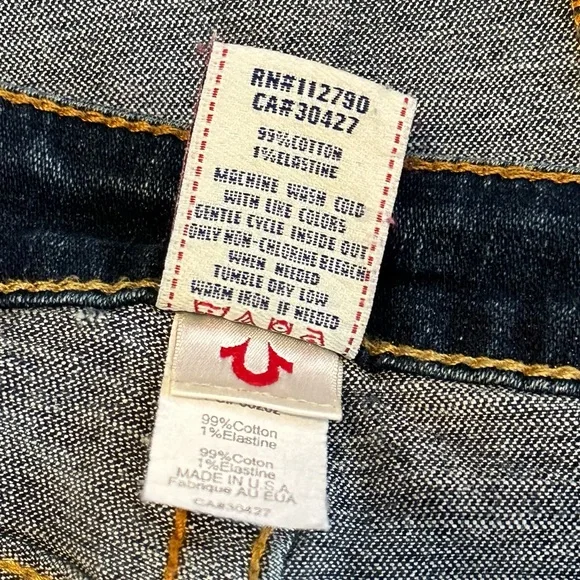 RN#112790
CA#30427
99%COTTON
1%ELASTINE
MACHINE WASH COLD
WITH LIKE COLORS
GENTLE CYCLE INSIDE OUT
ONLY NON-CHLORINE BLEACH
WHEN NEEDED
TUMBLE DRY LOW
WARM IRON IF NEEDED
99%Cotton
1%Elastine
99%Coton
1%Elastine
MADE IN U.S.A
Fabrique AU EUA
CA#30427